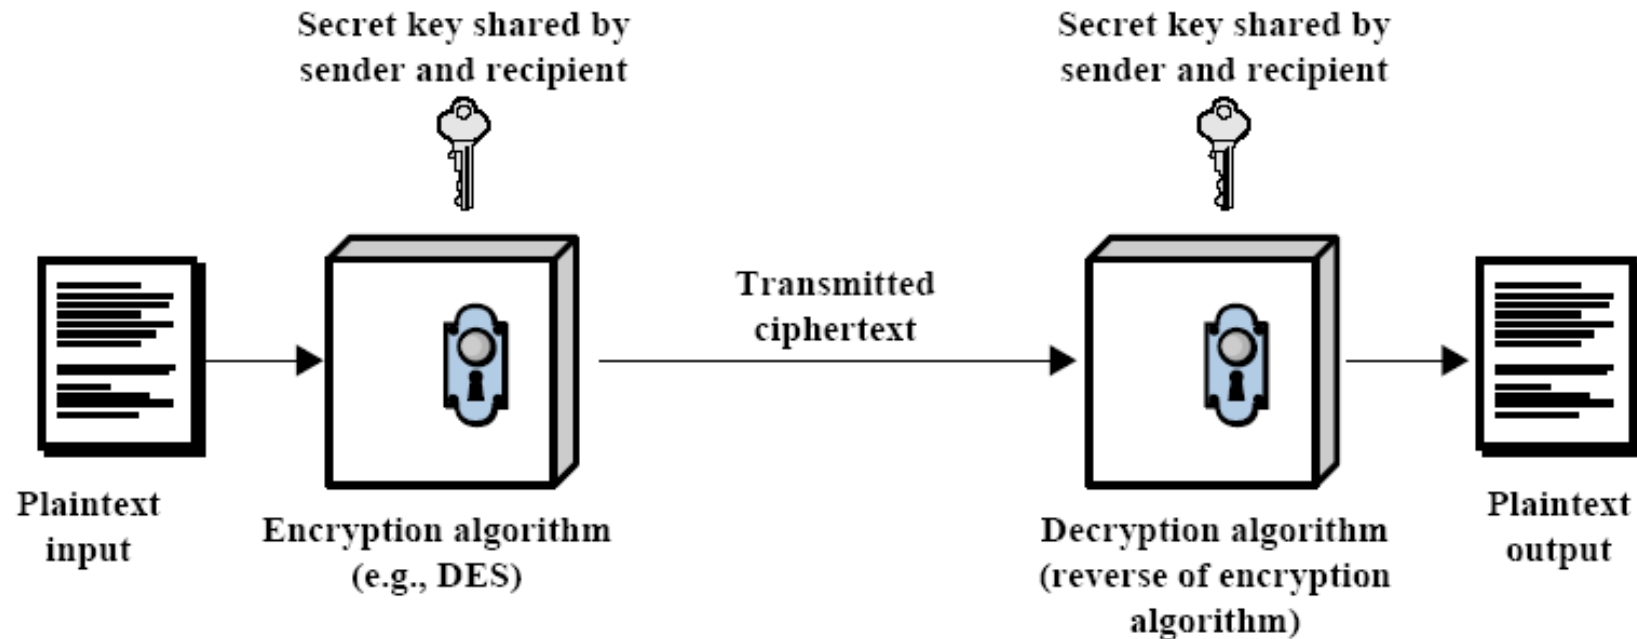 Secret key shared by
sender and recipient
Secret key shared by
sender and recipient
Transmitted
ciphertext
Plaintext
input
Encryption algorithm
(e.g., DES)
Decryption algorithm
(reverse of encryption
algorithm)
Plaintext
output